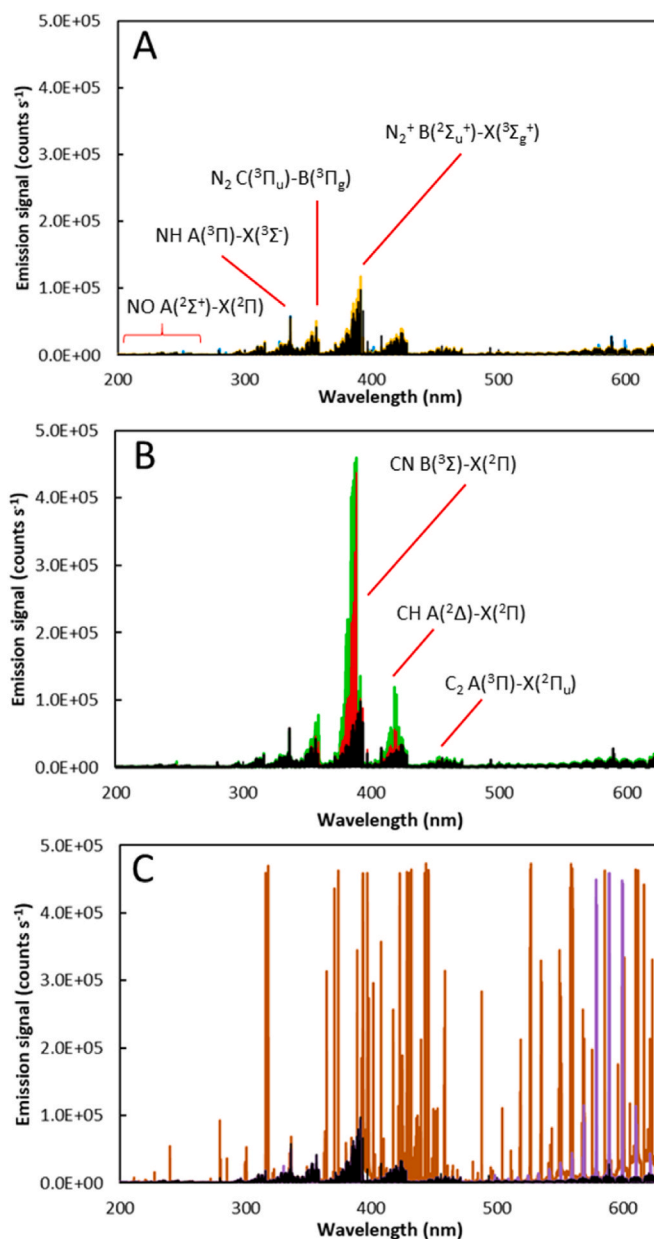 A
5.0E+05
4.0E+05
3.0E+05
2.0E+05
1.0E+05
0.0E+00
Emission signal (counts s⁻¹)
N₂⁺ B(²Σᵤ⁺)-X(³Σg⁺)
N₂ C(³Πᵤ)-B(³Πg)
NH A(³Π)-X(³Σ⁻)
NO A(²Σ⁺)-X(²Π)
200 300 400 500 600
Wavelength (nm)
B
5.0E+05
4.0E+05
3.0E+05
2.0E+05
1.0E+05
0.0E+00
Emission signal (counts s⁻¹)
CN B(³Σ)-X(²Π)
CH A(²Δ)-X(²Π)
C₂ A(³Π)-X(²Πᵤ)
200 300 400 500 600
Wavelength (nm)
C
5.0E+05
4.0E+05
3.0E+05
2.0E+05
1.0E+05
0.0E+00
Emission signal (counts s⁻¹)
200 300 400 500 600
Wavelength (nm)